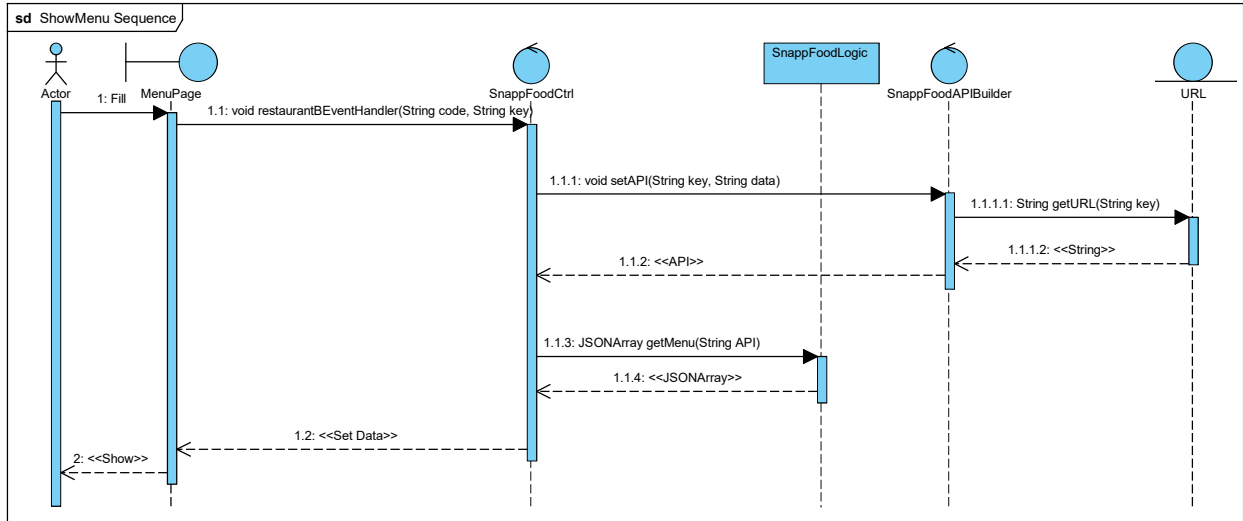 sd ShowMenu Sequence
SnappFoodLogic
Actor
MenuPage
SnappFoodCtrl
SnappFoodAPIBuilder
URL
1: Fill
1.1: void restaurantBEventHandler(String code, String key)
1.1.1: void setAPI(String key, String data)
1.1.1.1: String getURL(String key)
1.1.1.2: <<String>>
1.1.2: <<API>>
1.1.3: JSONArray getMenu(String API)
1.1.4: <<JSONArray>>
1.2: <<Set Data>>
2: <<Show>>